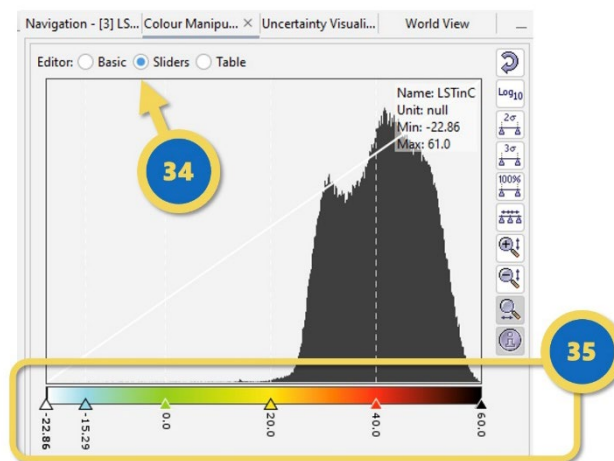 Navigation - [3] LS... Colour Manipu... × Uncertainty Visuali... World View
Editor: Basic Sliders Table
Name: LSTinC
Unit: null
Min: -22.86
Max: 61.0
Log10
2σ
3σ
100%
34
35
-22.86 -15.29 0.0 20.0 40.0 60.0